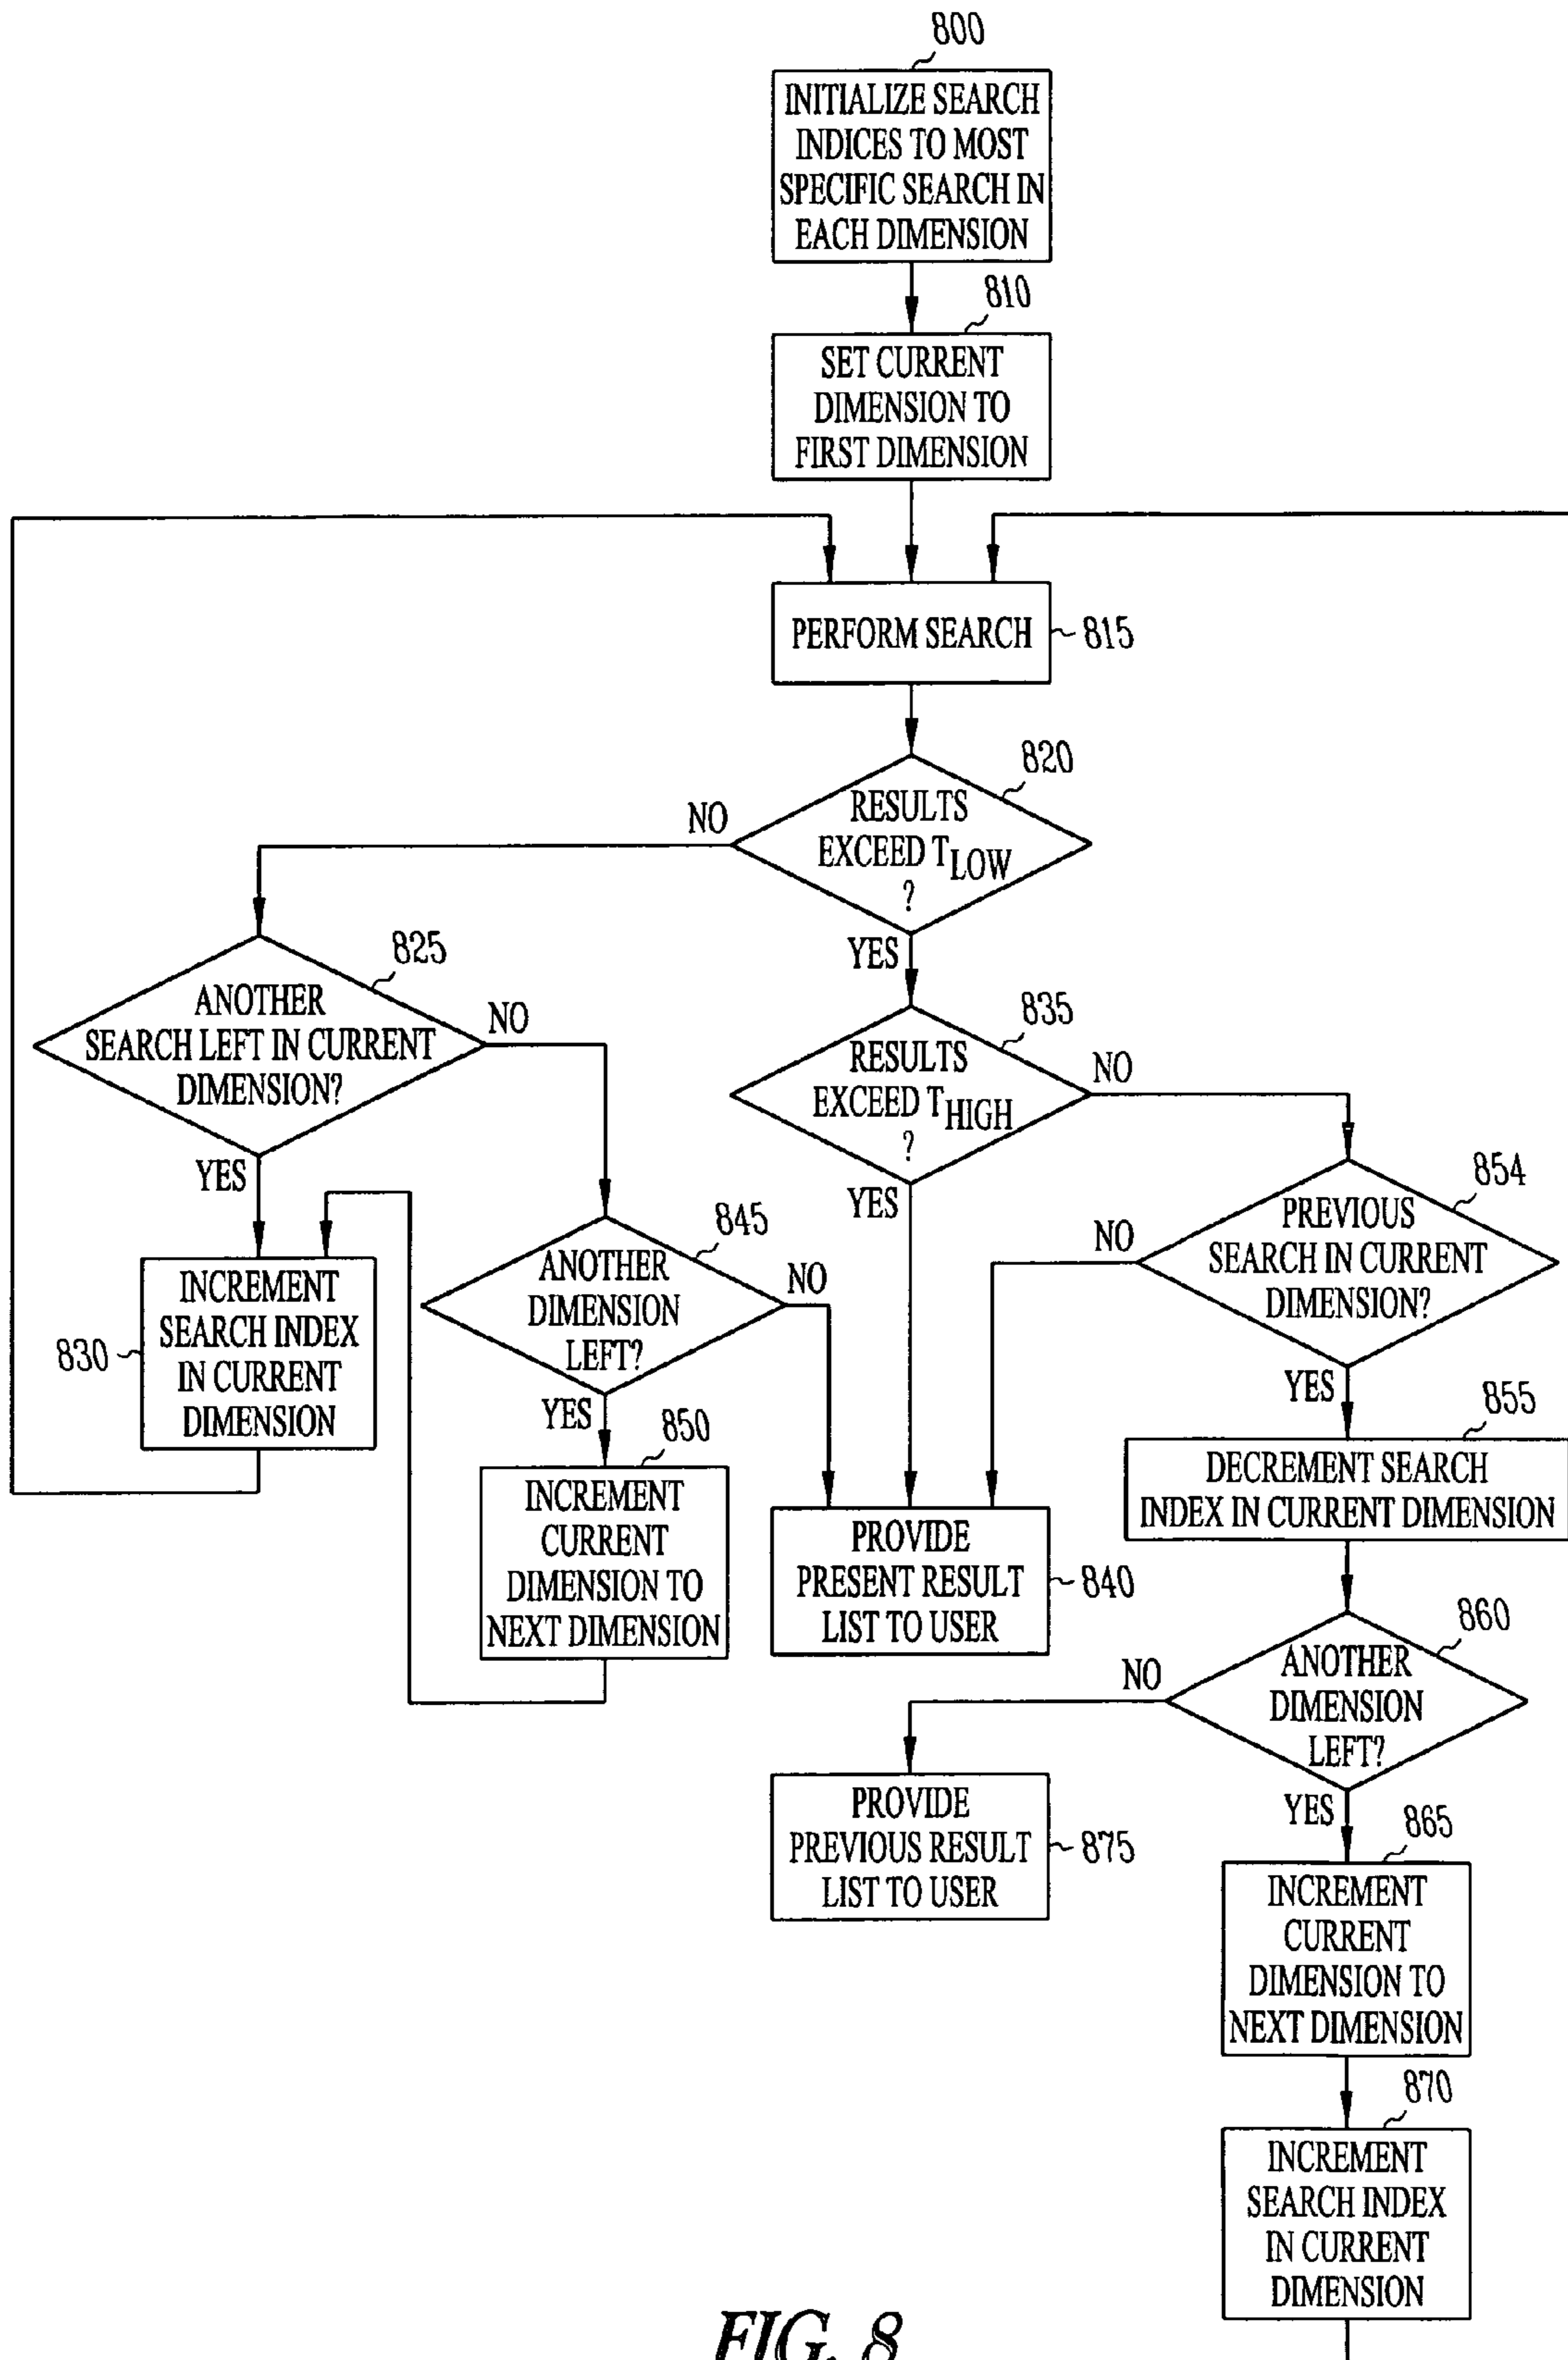 800
INITIALIZE SEARCH
INDICES TO MOST
SPECIFIC SEARCH IN
EACH DIMENSION
810
SET CURRENT
DIMENSION TO
FIRST DIMENSION
PERFORM SEARCH
815
820
RESULTS
EXCEED TLOW
?
NO
YES
825
ANOTHER
SEARCH LEFT IN CURRENT
DIMENSION?
NO
YES
835
RESULTS
EXCEED THIGH
?
NO
YES
830
INCREMENT
SEARCH INDEX
IN CURRENT
DIMENSION
845
ANOTHER
DIMENSION
LEFT?
NO
YES
854
PREVIOUS
SEARCH IN CURRENT
DIMENSION?
NO
YES
850
INCREMENT
CURRENT
DIMENSION TO
NEXT DIMENSION
PROVIDE
PRESENT RESULT
LIST TO USER
840
855
DECREMENT SEARCH
INDEX IN CURRENT DIMENSION
860
ANOTHER
DIMENSION
LEFT?
NO
YES
PROVIDE
PREVIOUS RESULT
LIST TO USER
875
865
INCREMENT
CURRENT
DIMENSION TO
NEXT DIMENSION
870
INCREMENT
SEARCH INDEX
IN CURRENT
DIMENSION
FIG. 8